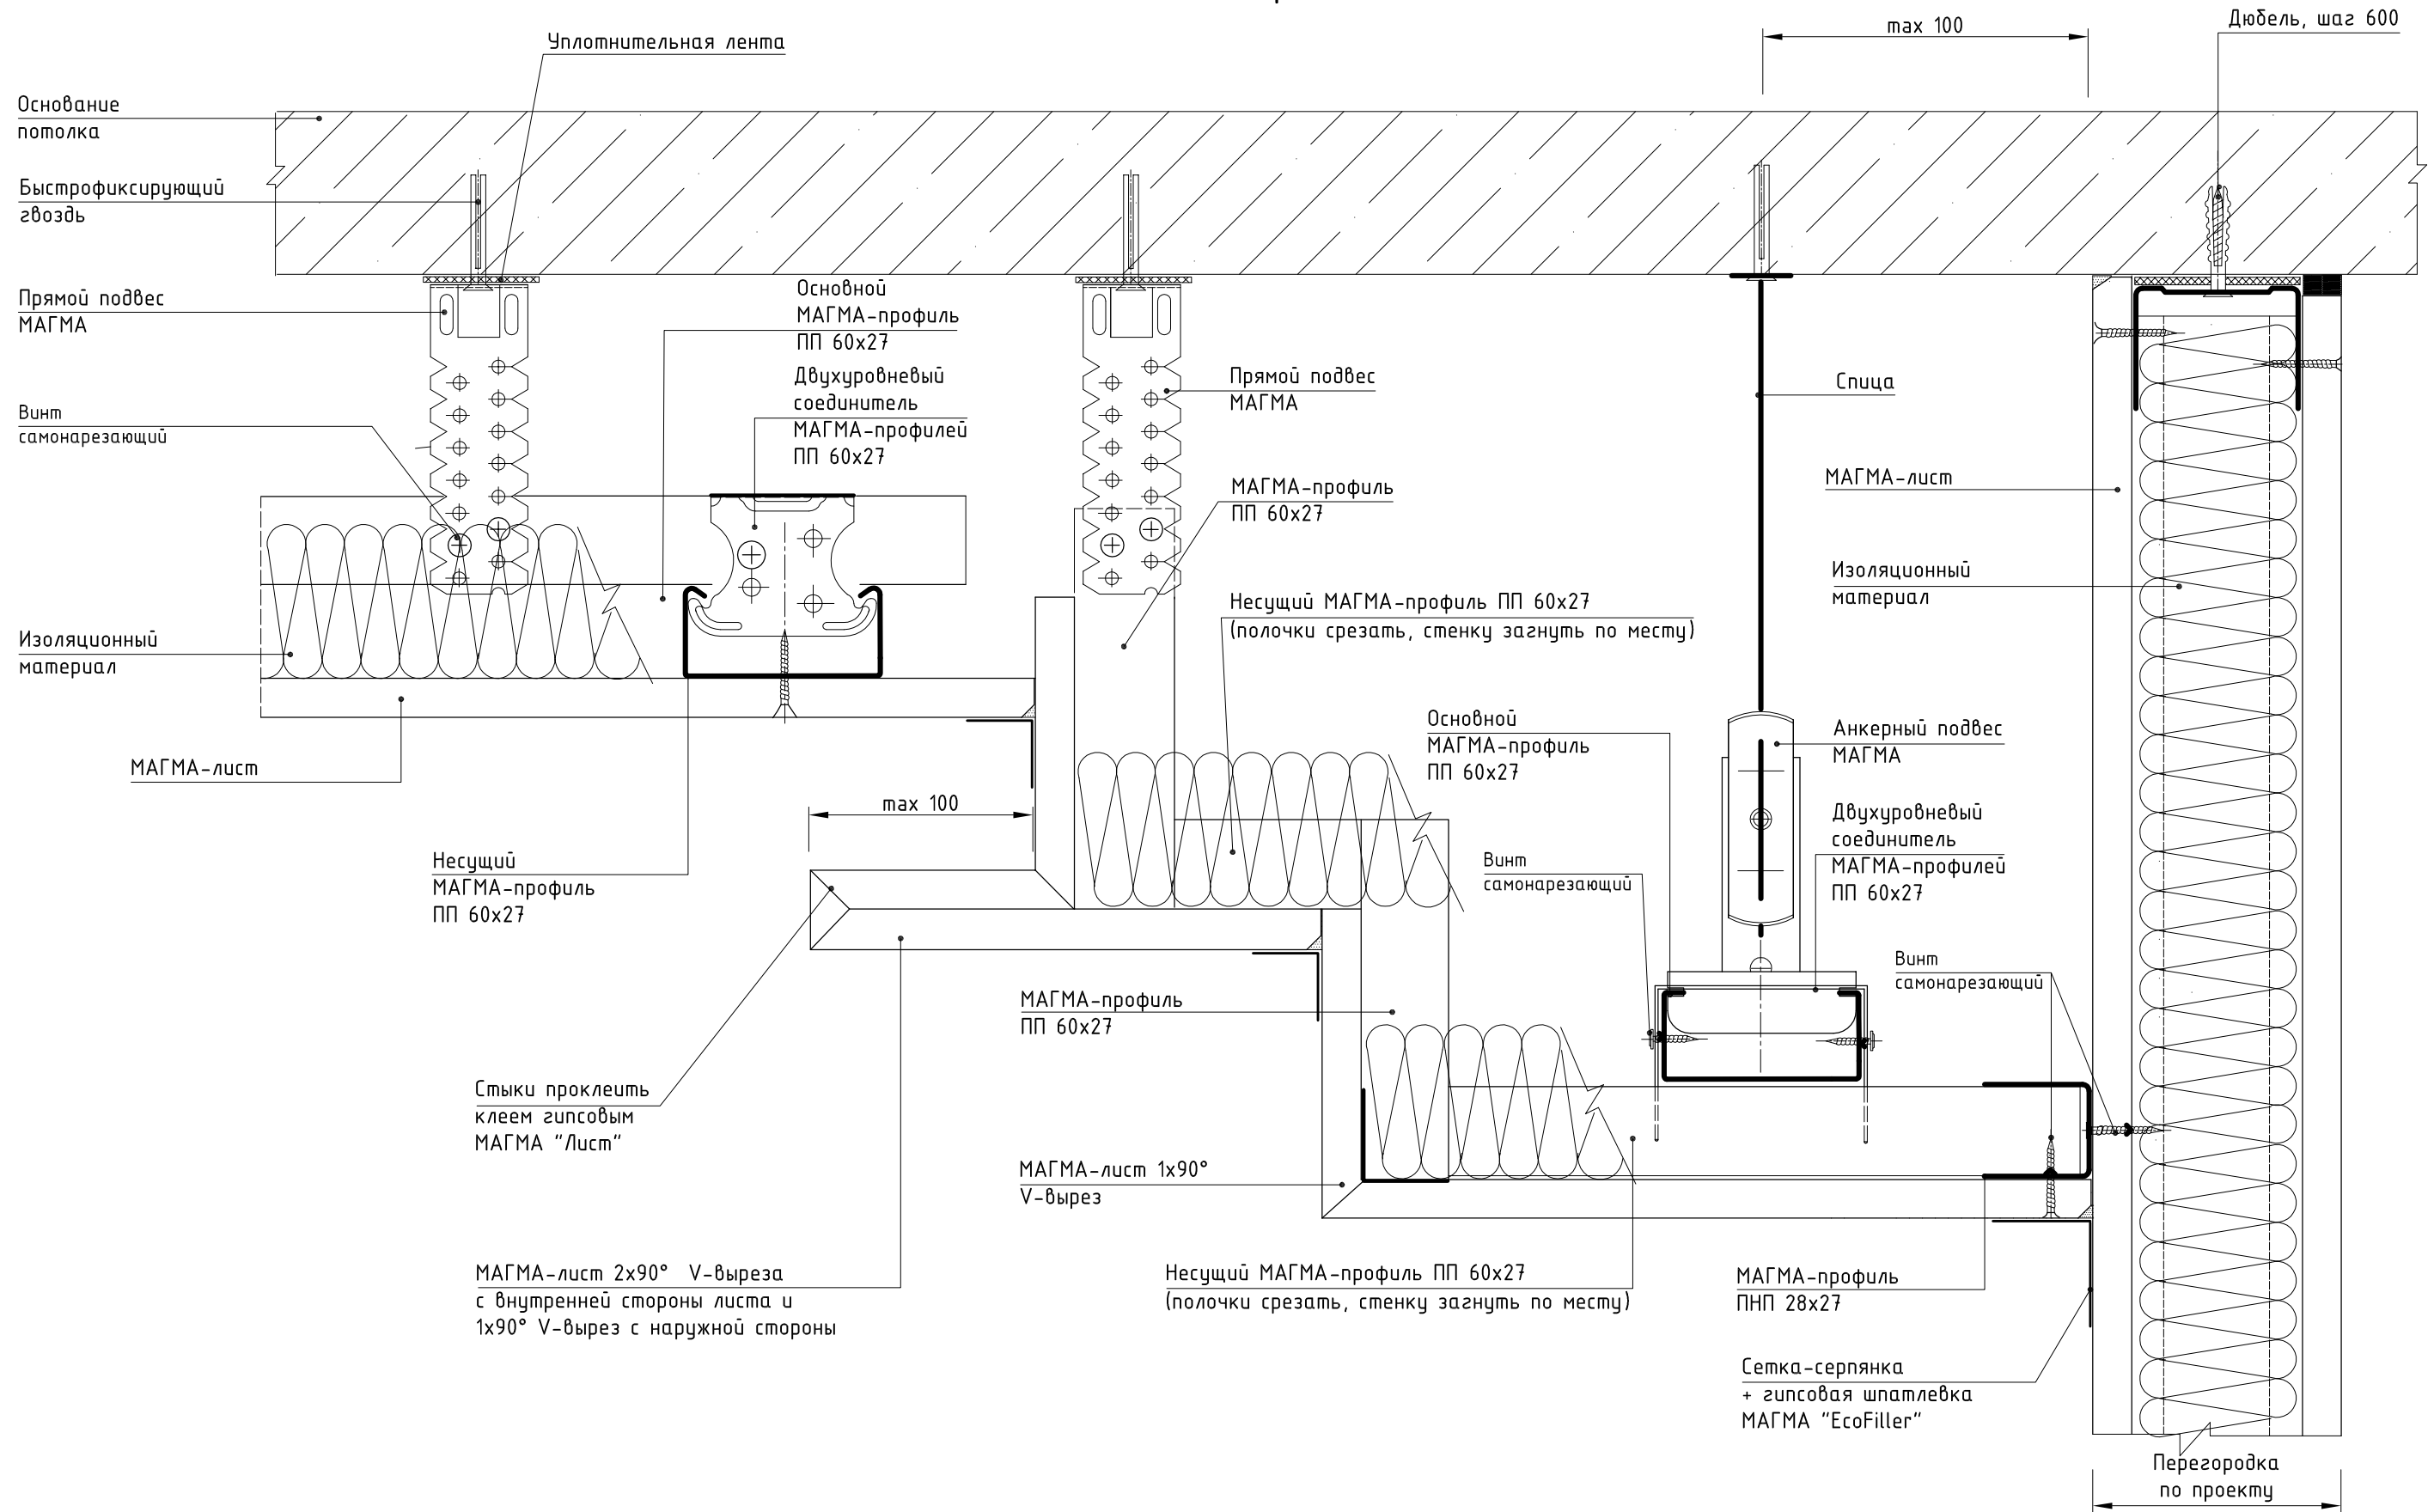 Уплотнительная лента
max 100
Дюбель, шаг 600
Основание
потолка
Быстрофиксирующий
гвоздь
Прямой подвес
МАГМА
Основной
МАГМА-профиль
ПП 60х27
Двухуровневый
соединитель
МАГМА-профилей
ПП 60х27
Прямой подвес
МАГМА
Спица
Винт
самонарезающий
МАГМА-профиль
ПП 60х27
МАГМА-лист
Изоляционный
материал
Несущий МАГМА-профиль ПП 60х27
(полочки срезать, стенку загнуть по месту)
Изоляционный
материал
МАГМА-лист
Основной
МАГМА-профиль
ПП 60х27
Анкерный подвес
МАГМА
max 100
Двухуровневый
соединитель
МАГМА-профилей
ПП 60х27
Несущий
МАГМА-профиль
ПП 60х27
Винт
самонарезающий
Винт
самонарезающий
МАГМА-профиль
ПП 60х27
Стыки проклеить
клеем гипсовым
МАГМА "Лист"
МАГМА-лист 1х90°
V-вырез
МАГМА-лист 2х90° V-выреза
с внутренней стороны листа и
1х90° V-вырез с наружной стороны
Несущий МАГМА-профиль ПП 60х27
(полочки срезать, стенку загнуть по месту)
МАГМА-профиль
ПНП 28х27
Сетка-серпянка
+ гипсовая шпатлевка
МАГМА "EcoFiller"
Перегородка
по проекту